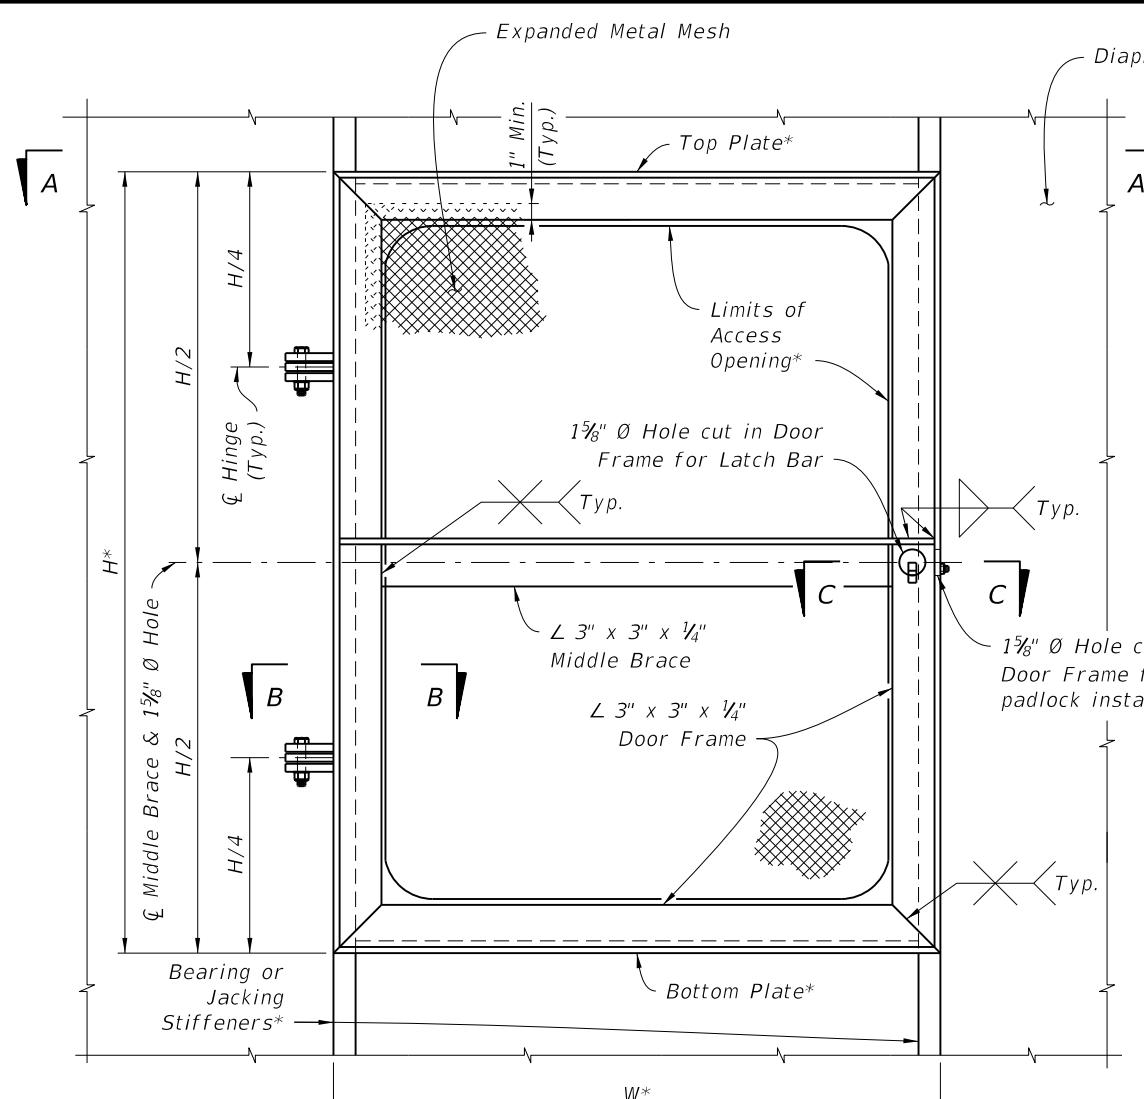 Expanded Metal Mesh
Diap
1" Min.
(Typ.)
Top Plate*
A
A
H/4
H/2
Limits of
Access
Opening*
℄ Hinge
(Typ.)
1⅝" Ø Hole cut in Door
Frame for Latch Bar
Typ.
Typ.
H*
C
C
∠ 3" x 3" x ¼"
Middle Brace
1⅝" Ø Hole c
Door Frame f
padlock insta
B
B
∠ 3" x 3" x ¼"
Door Frame
℄ Middle Brace & 1⅝" Ø Hole
H/2
H/4
Typ.
Bearing or
Jacking
Stiffeners*
Bottom Plate*
W*